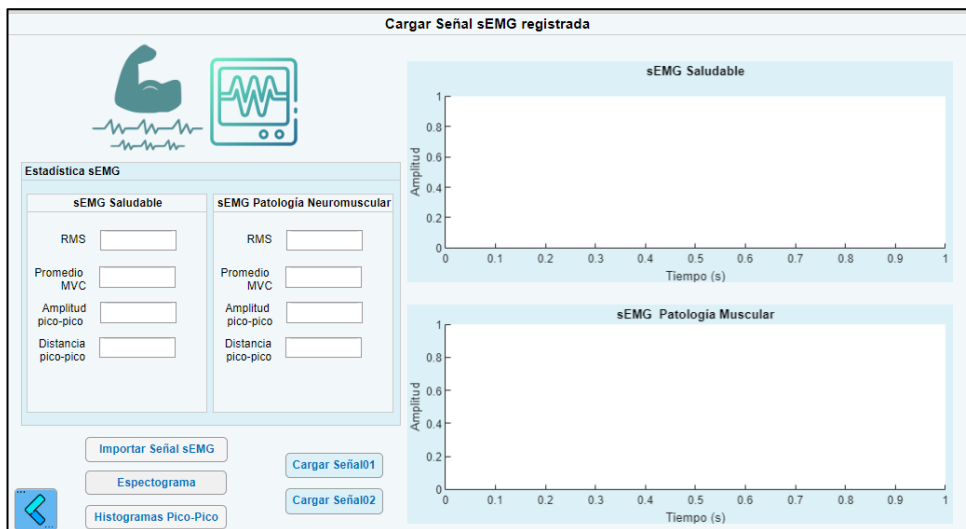 Cargar Señal sEMG registrada
Estadística sEMG
sEMG Saludable
RMS
Promedio
MVC
Amplitud
pico-pico
Distancia
pico-pico
sEMG Patología Neuromuscular
RMS
Promedio
MVC
Amplitud
pico-pico
Distancia
pico-pico
Importar Señal sEMG
Espectograma
Histogramas Pico-Pico
Cargar Señal01
Cargar Señal02
...
...
sEMG Saludable
Amplitud
1
0.8
0.6
0.4
0.2
0
0 0.1 0.2 0.3 0.4 0.5 0.6 0.7 0.8 0.9 1
Tiempo (s)
sEMG Patología Muscular
Amplitud
1
0.8
0.6
0.4
0.2
0
0 0.1 0.2 0.3 0.4 0.5 0.6 0.7 0.8 0.9 1
Tiempo (s)